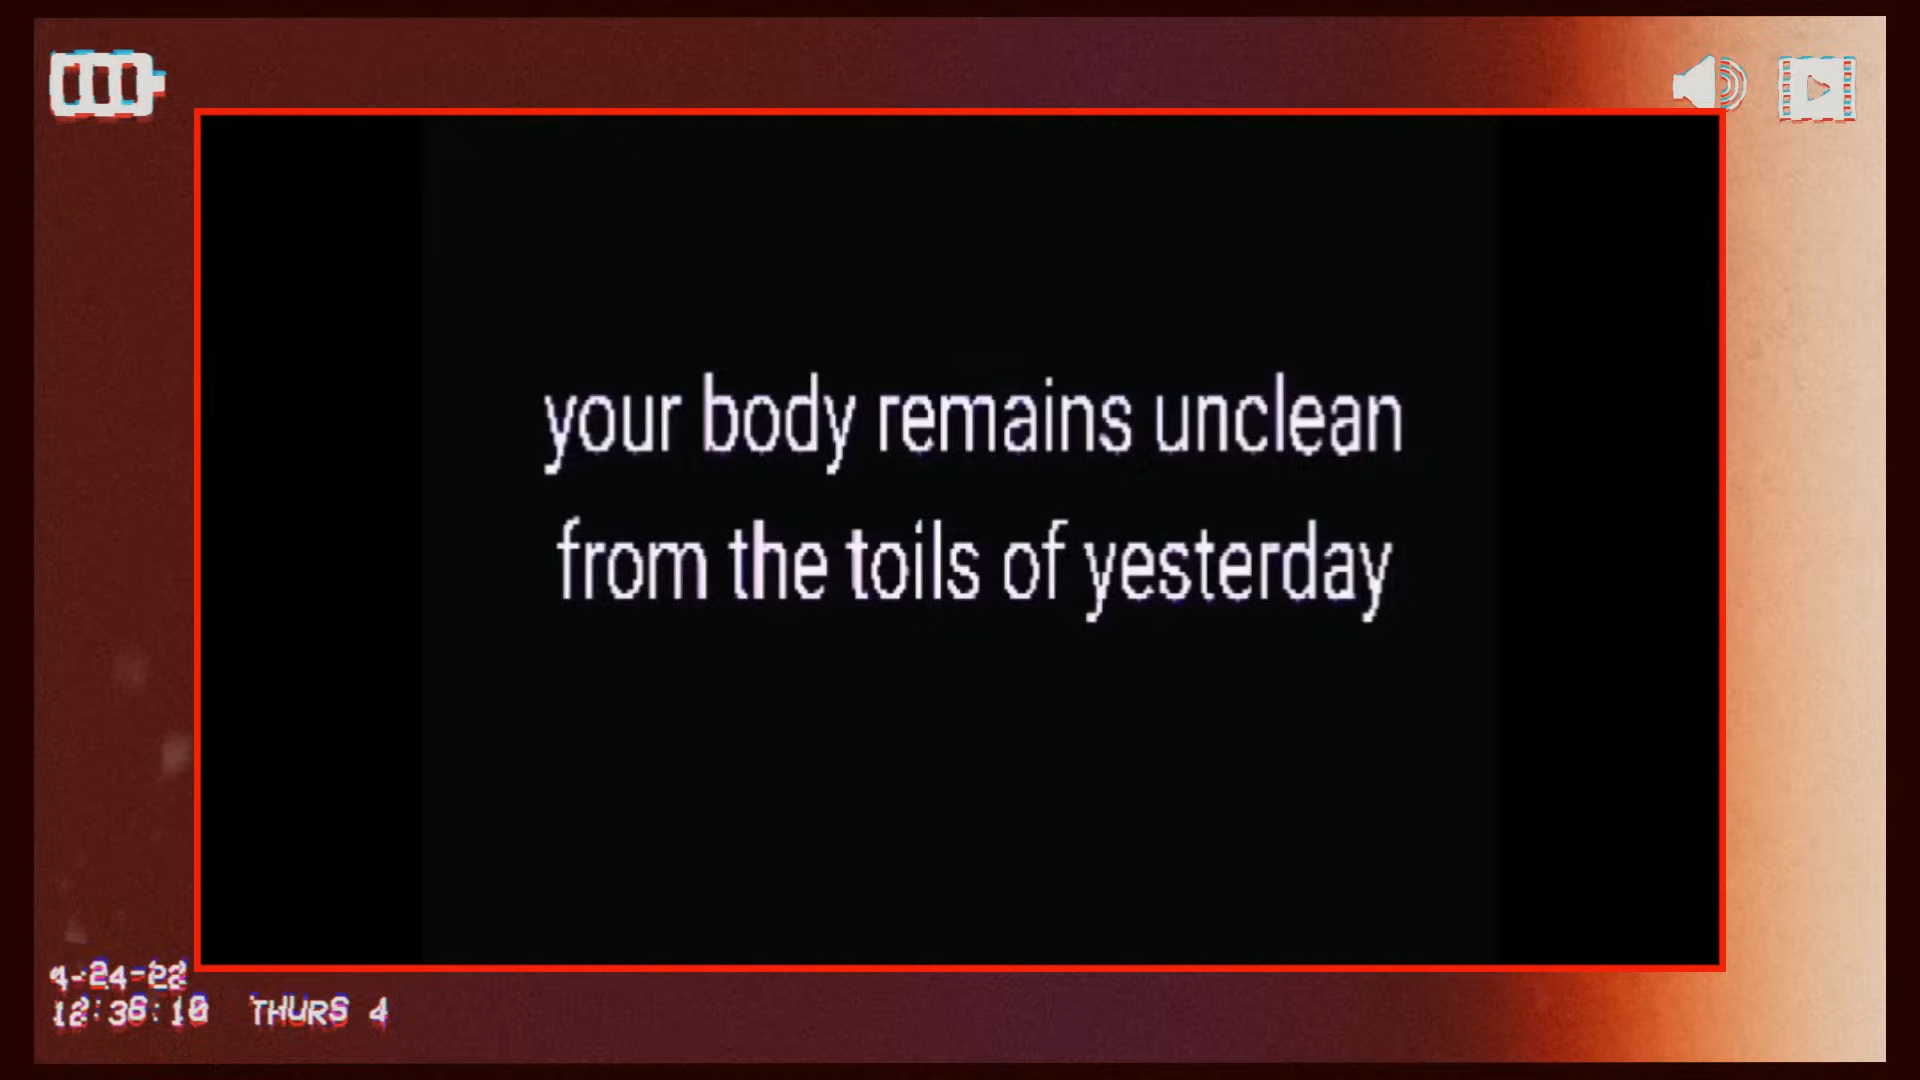 your body remains unclean
from the toils of yesterday
4-24-22
12:36:10 THURS 4